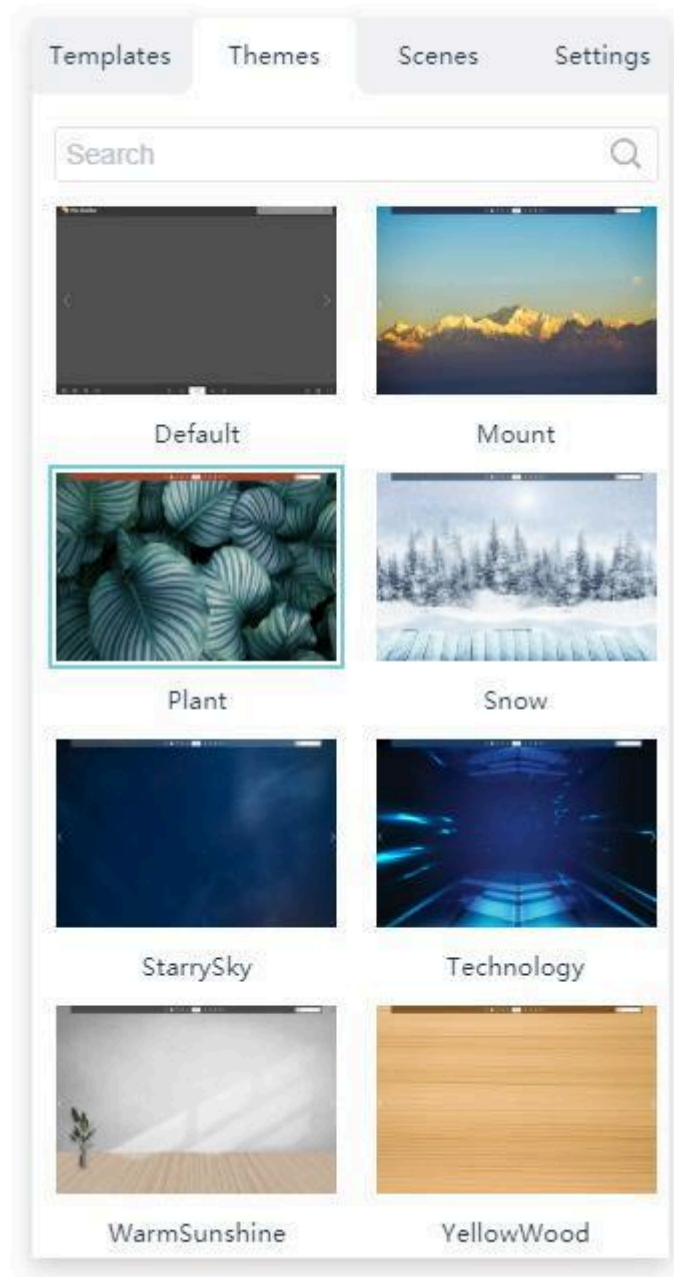 Templates Themes Scenes Settings
Search
Default Mount
Plant Snow
StarrySky Technology
WarmSunshine YellowWood